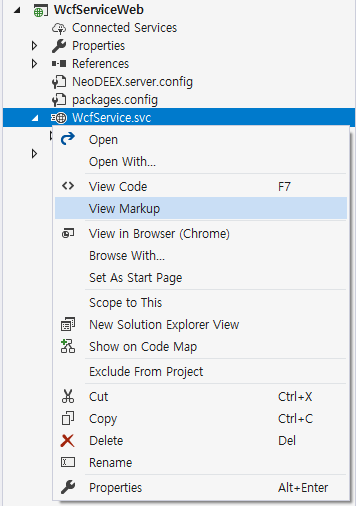 WcfServiceWeb
Connected Services
Properties
References
NeoDEEX.server.config
packages.config
WcfService.svc
Open
Open With...
View Code F7
View Markup
View in Browser (Chrome)
Browse With...
Set As Start Page
Scope to This
New Solution Explorer View
Show on Code Map
Exclude From Project
Cut Ctrl+X
Copy Ctrl+C
Delete Del
Rename
Properties Alt+Enter